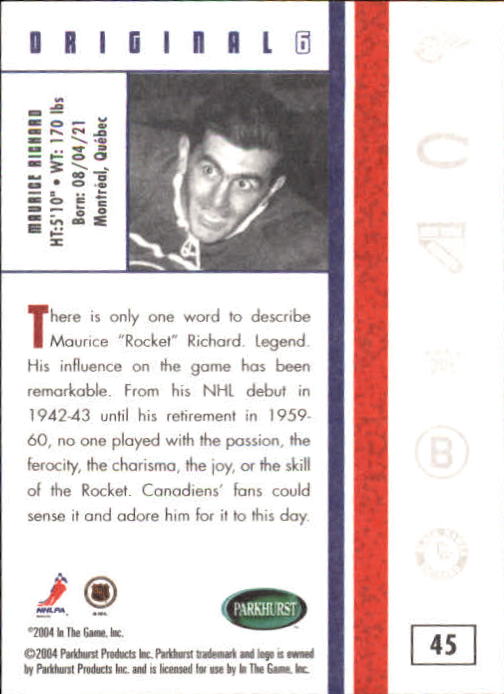 ORIGINAL 6
MAURICE RICHARD
HT:5'10" • WT: 170 lbs
Born: 08/04/21
Montréal, Québec
There is only one word to describe
Maurice "Rocket" Richard. Legend.
His influence on the game has been
remarkable. From his NHL debut in
1942-43 until his retirement in 1959-
60, no one played with the passion, the
ferocity, the charisma, the joy, or the skill
of the Rocket. Canadiens' fans could
sense it and adore him for it to this day.
NHLPA
PARKHURST
©2004 In The Game, Inc.
©2004 Parkhurst Products Inc. Parkhurst trademark and logo is owned
by Parkhurst Products Inc. and is licensed for use by In The Game, Inc.
C
B
45